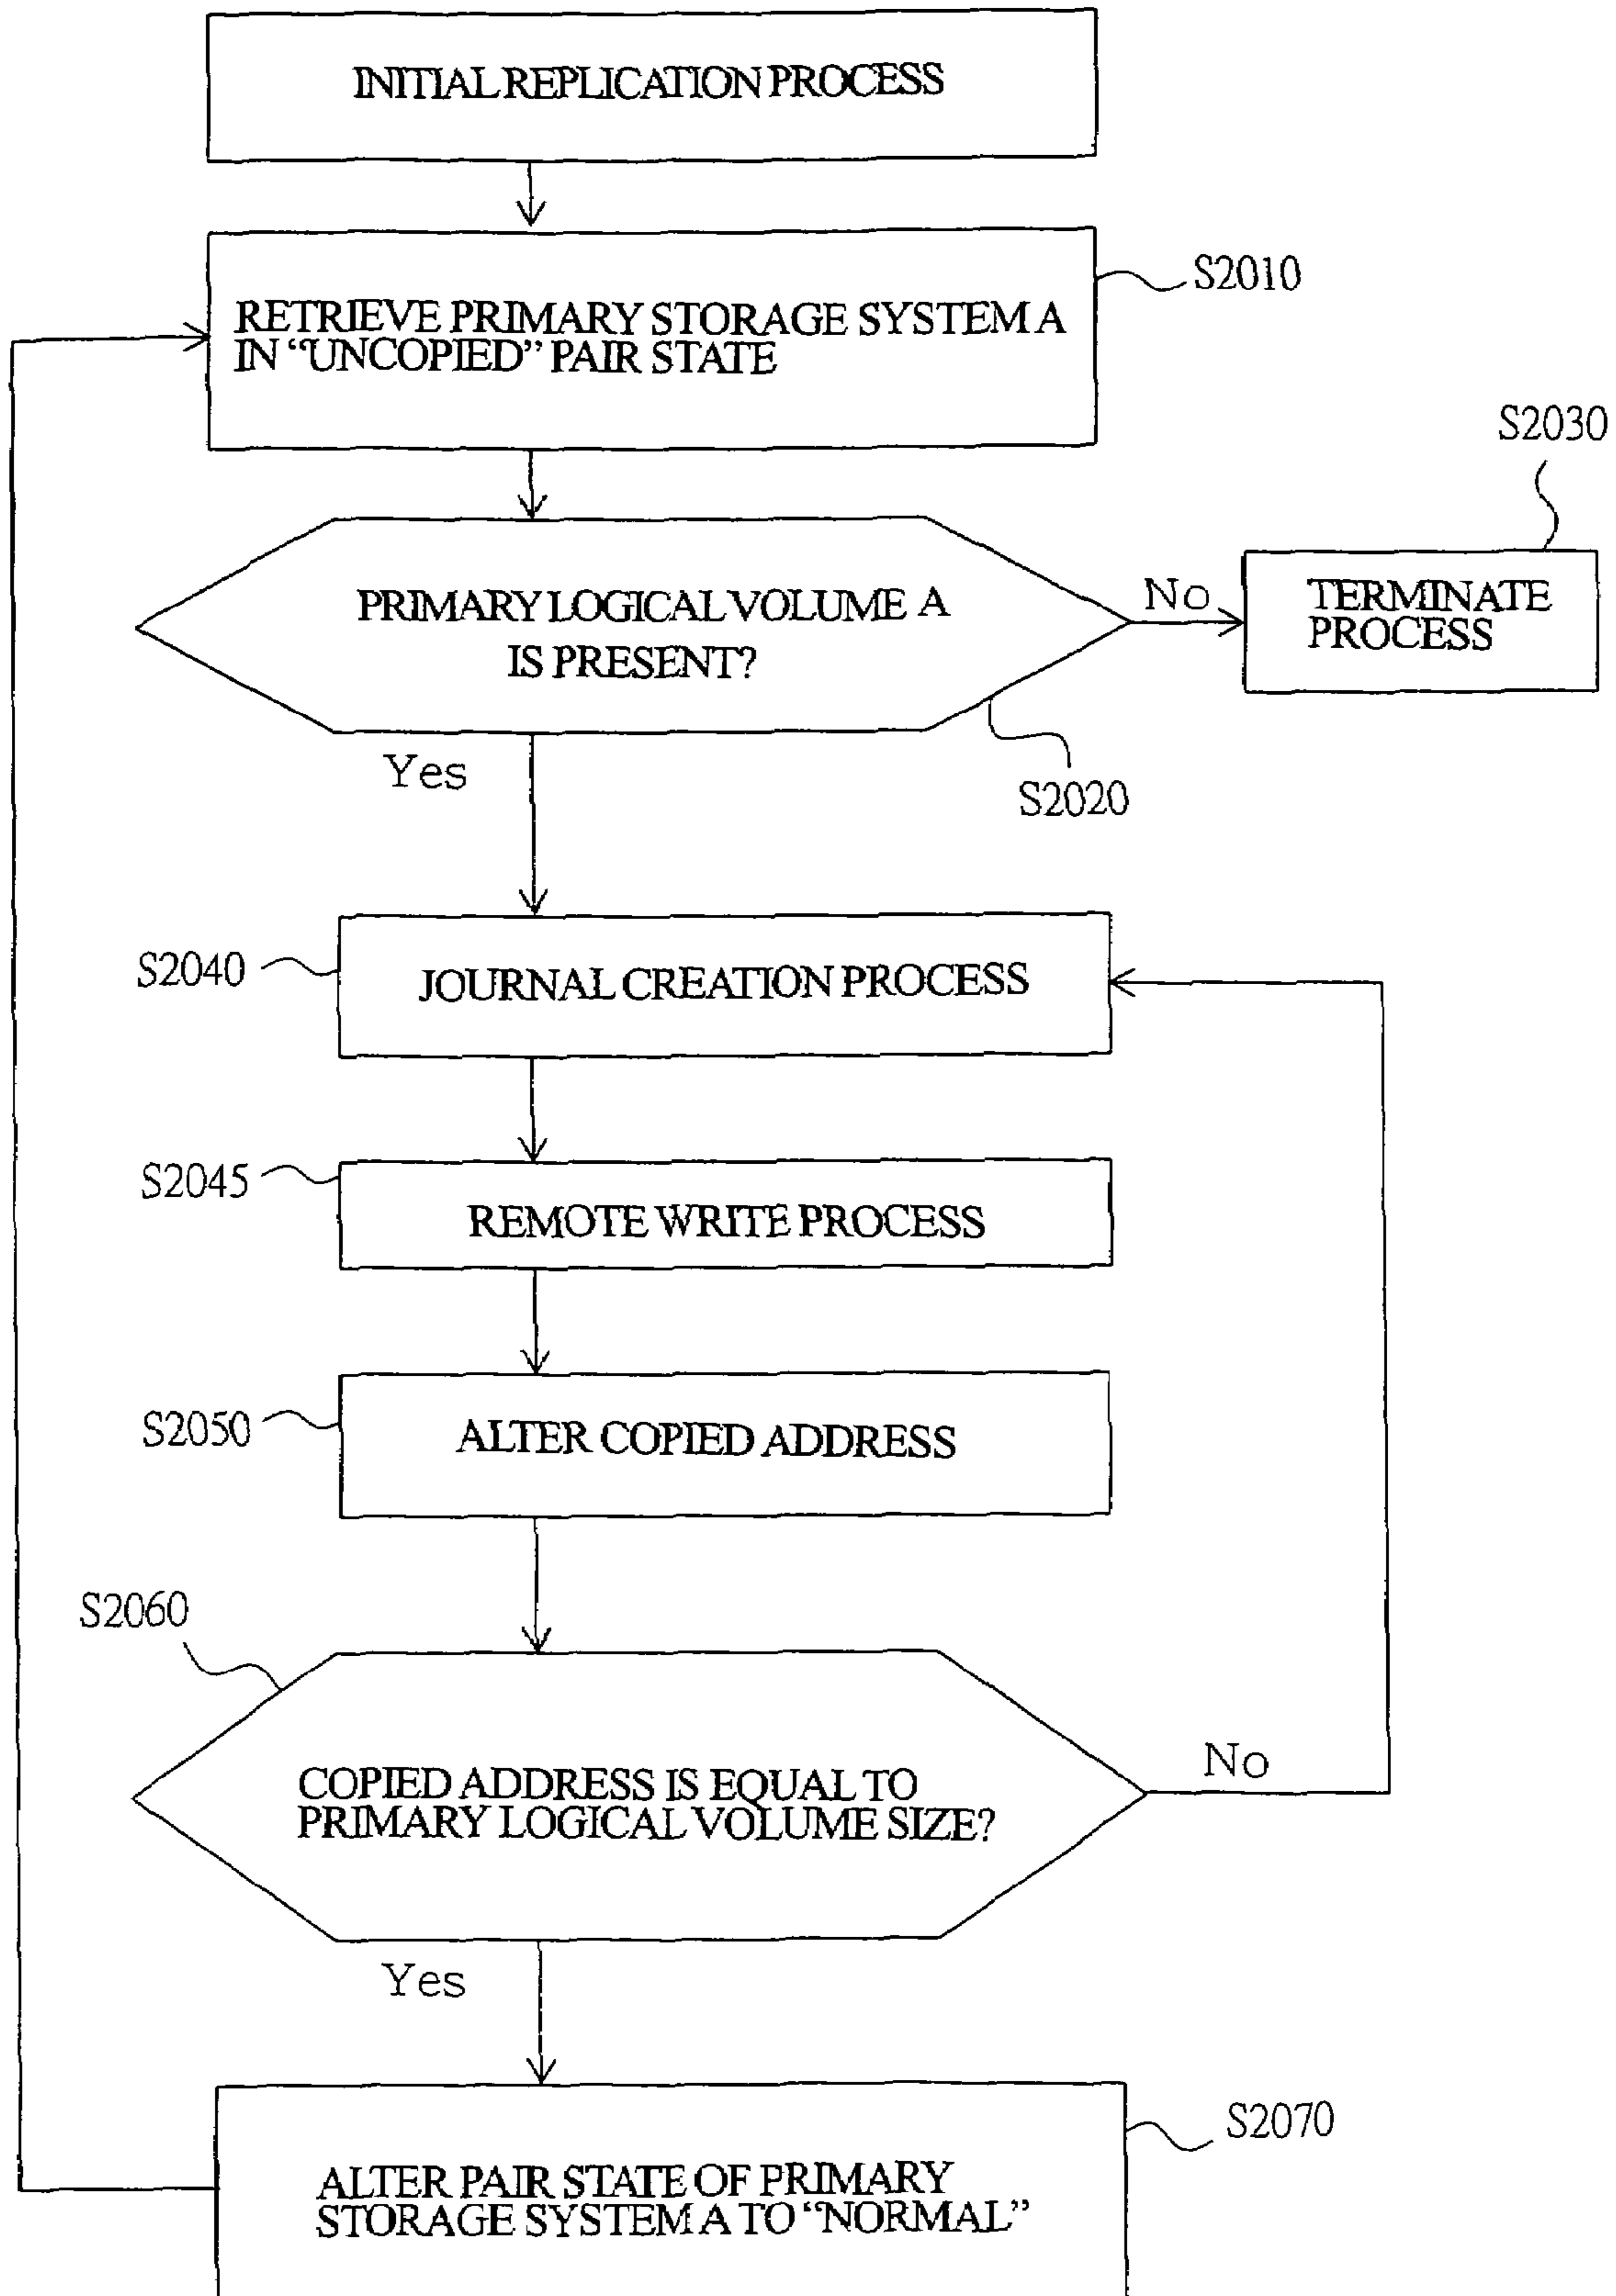 INITIAL REPLICATION PROCESS
RETRIEVE PRIMARY STORAGE SYSTEM A
IN “UNCOPIED” PAIR STATE
S2010
S2030
PRIMARY LOGICAL VOLUME A
IS PRESENT?
No
TERMINATE
PROCESS
Yes
S2020
S2040
JOURNAL CREATION PROCESS
S2045
REMOTE WRITE PROCESS
S2050
ALTER COPIED ADDRESS
S2060
COPIED ADDRESS IS EQUAL TO
PRIMARY LOGICAL VOLUME SIZE?
No
Yes
S2070
ALTER PAIR STATE OF PRIMARY
STORAGE SYSTEM A TO “NORMAL”